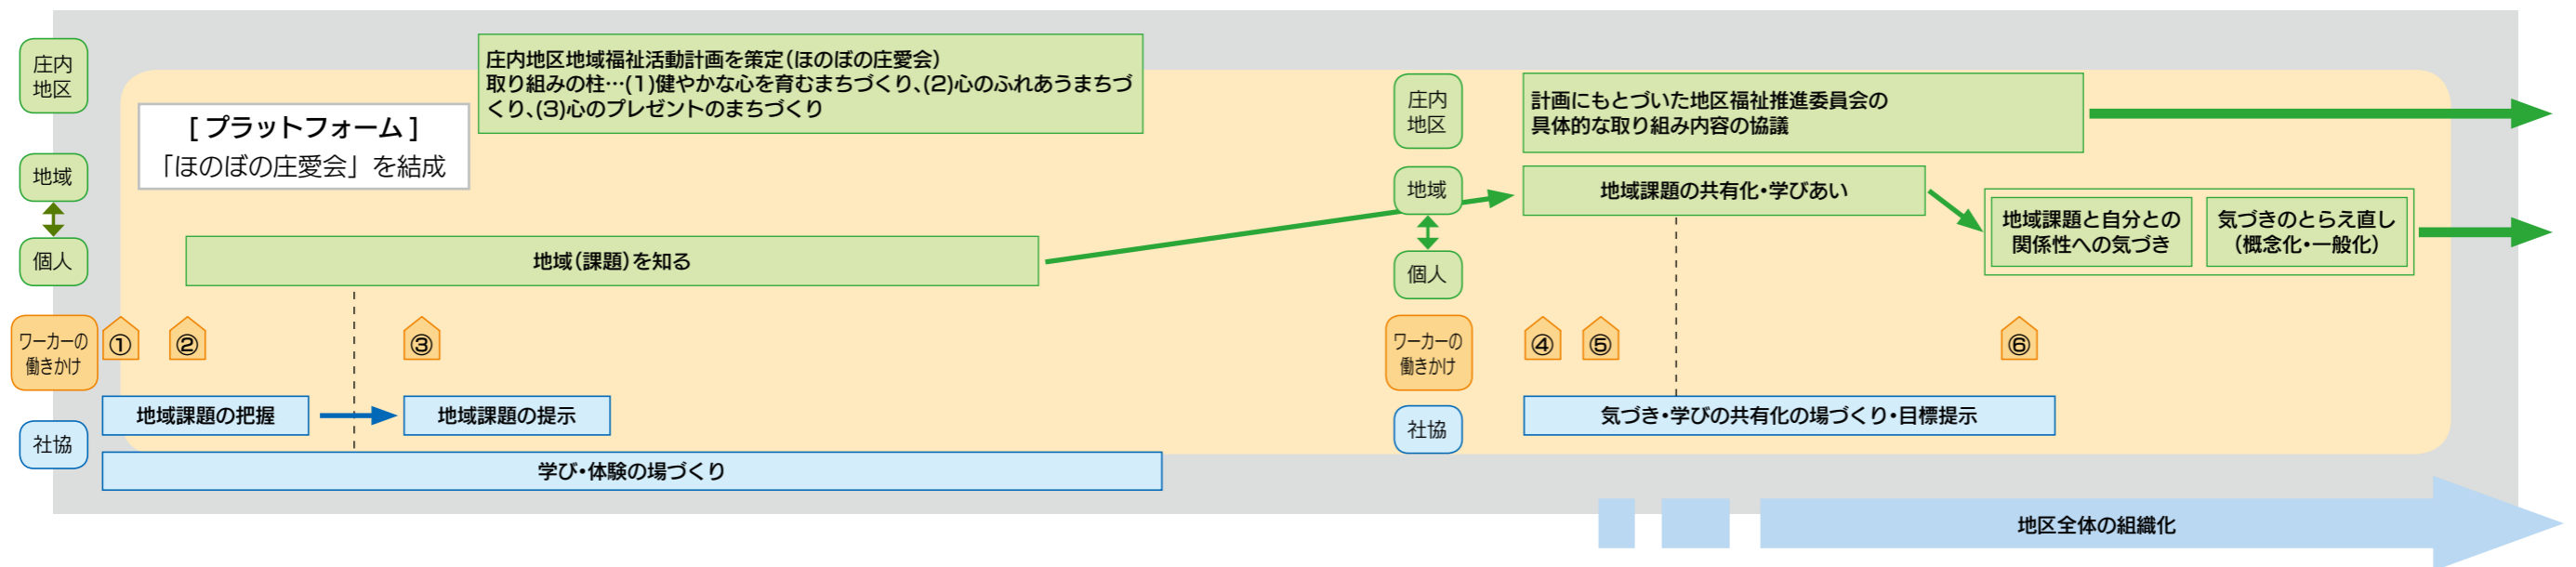 庄内
地区
地域
個人
ワーカーの
働きかけ
社協
[ プラットフォーム ]
「ほのぼの庄愛会」を結成
庄内地区地域福祉活動計画を策定(ほのぼの庄愛会)
取り組みの柱…(1)健やかな心を育むまちづくり、(2)心のふれあうまちづ
くり、(3)心のプレゼントのまちづくり
地域(課題)を知る
①
②
③
地域課題の把握
地域課題の提示
学び・体験の場づくり
庄内
地区
地域
個人
ワーカーの
働きかけ
社協
計画にもとづいた地区福祉推進委員会の
具体的な取り組み内容の協議
地域課題の共有化・学びあい
地域課題と自分との
関係性への気づき
気づきのとらえ直し
(概念化・一般化)
④
⑤
⑥
気づき・学びの共有化の場づくり・目標提示
地区全体の組織化